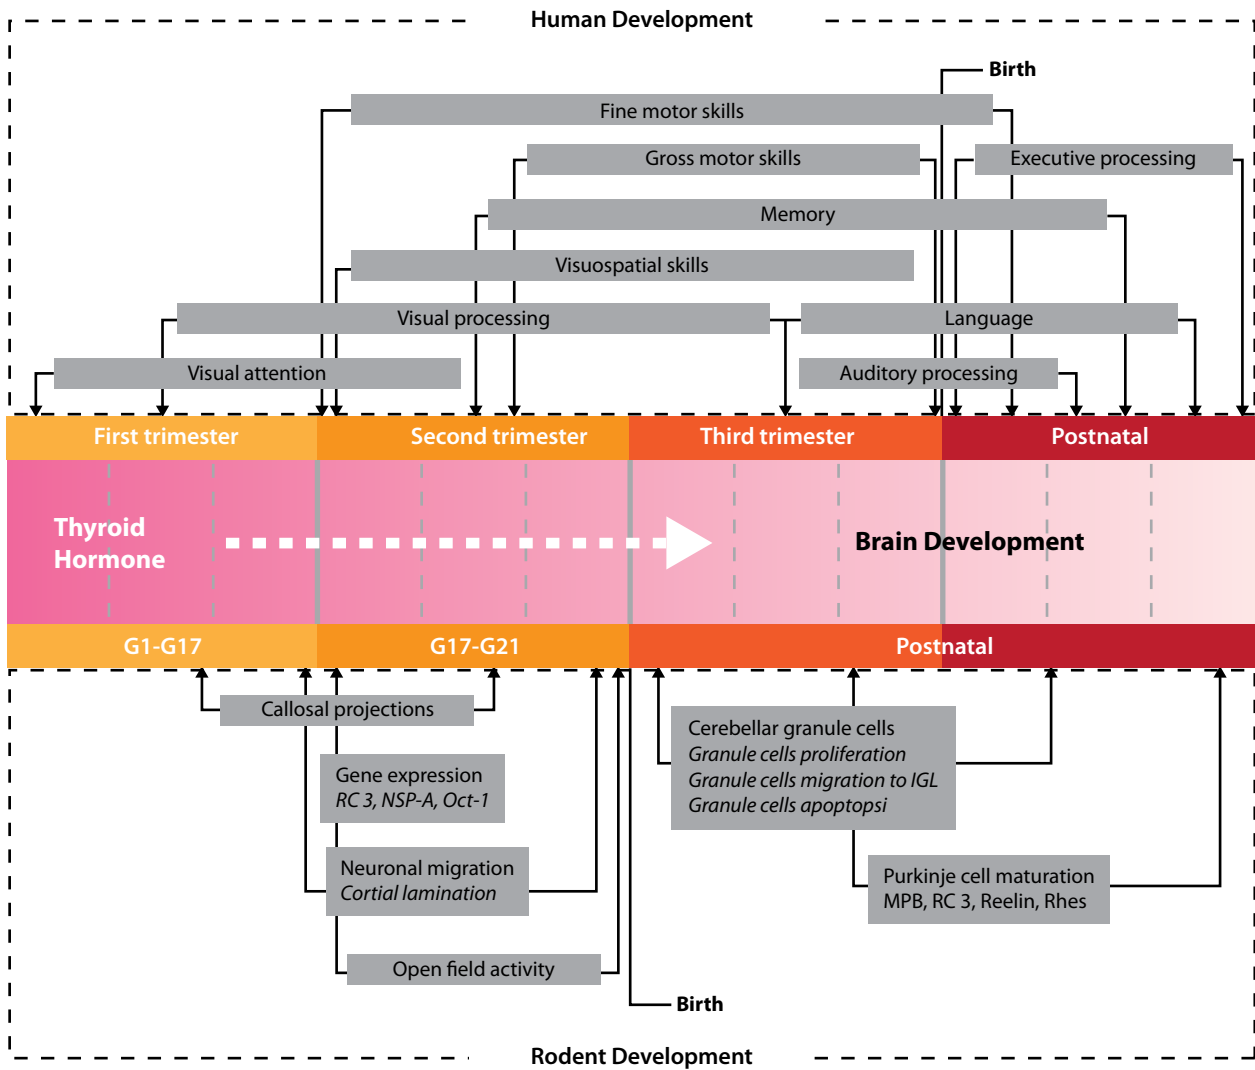 Human Development
Birth
Fine motor skills
Gross motor skills
Executive processing
Memory
Visuospatial skills
Visual processing
Language
Visual attention
Auditory processing
First trimester
Second trimester
Third trimester
Postnatal
Thyroid
Hormone
Brain Development
G1-G17
G17-G21
Postnatal
Callosal projections
Cerebellar granule cells
Granule cells proliferation
Granule cells migration to IGL
Granule cells apoptopsi
Gene expression
RC 3, NSP-A, Oct-1
Neuronal migration
Cortial lamination
Purkinje cell maturation
MPB, RC 3, Reelin, Rhes
Open field activity
Birth
Rodent Development